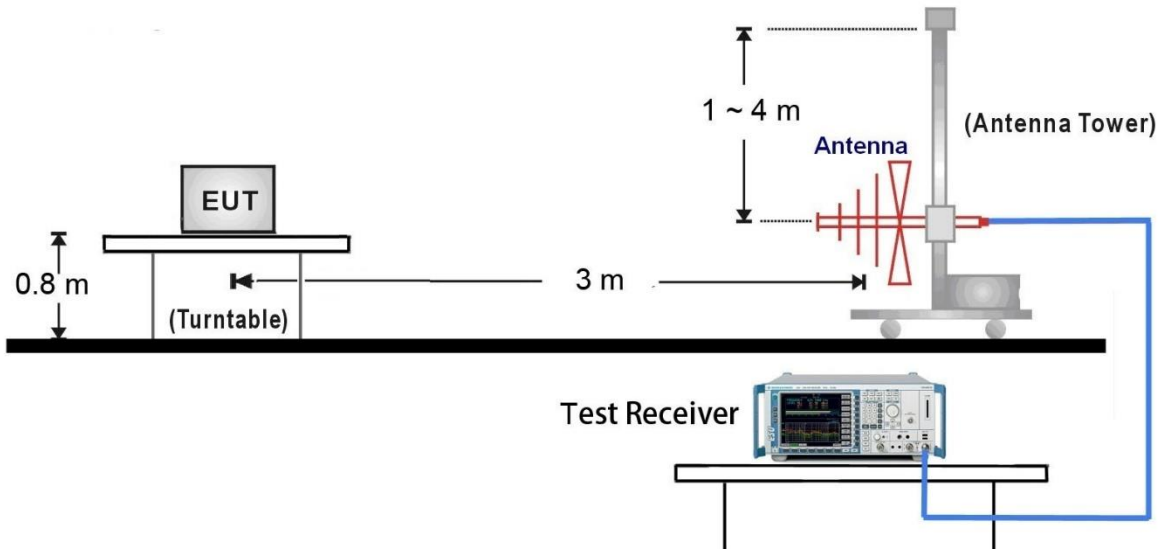 1 ~ 4 m
(Antenna Tower)
Antenna
EUT
0.8 m
3 m
(Turntable)
Test Receiver